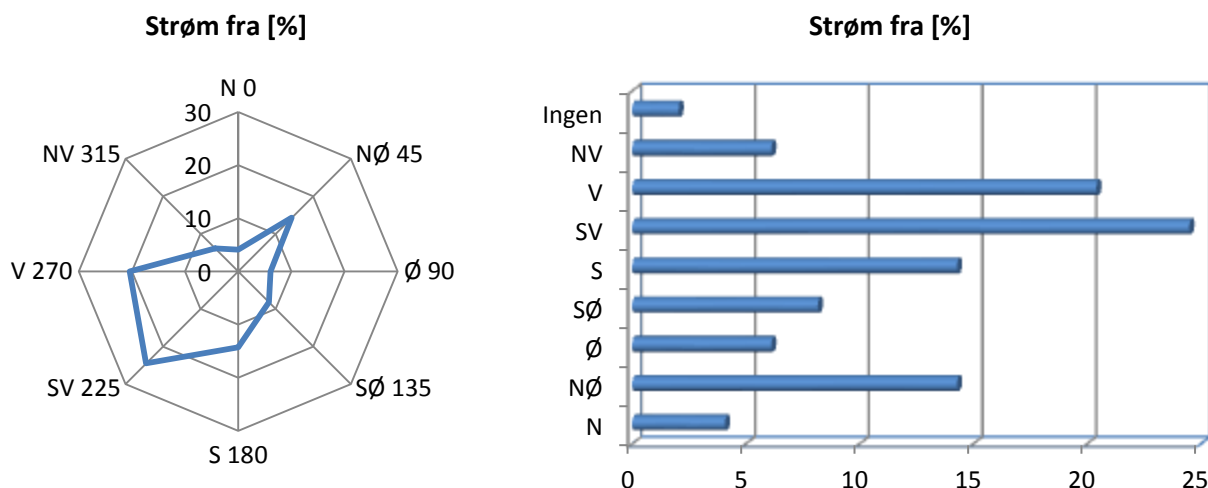 Strøm fra [%]
N 0
30
NV 315
NØ 45
20
10
V 270
0
Ø 90
SV 225
SØ 135
S 180
Strøm fra [%]
Ingen
NV
V
SV
S
SØ
Ø
NØ
N
0 5 10 15 20 25